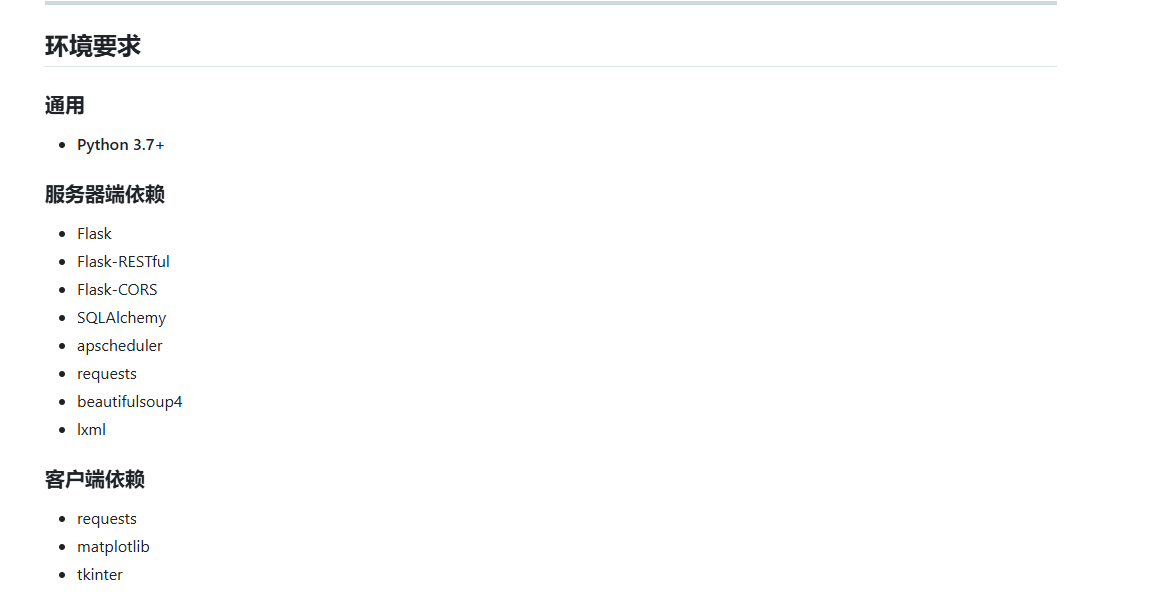 环境要求
通用
Python 3.7+
服务器端依赖
Flask
Flask-RESTful
Flask-CORS
SQLAlchemy
apscheduler
requests
beautifulsoup4
lxml
客户端依赖
requests
matplotlib
tkinter